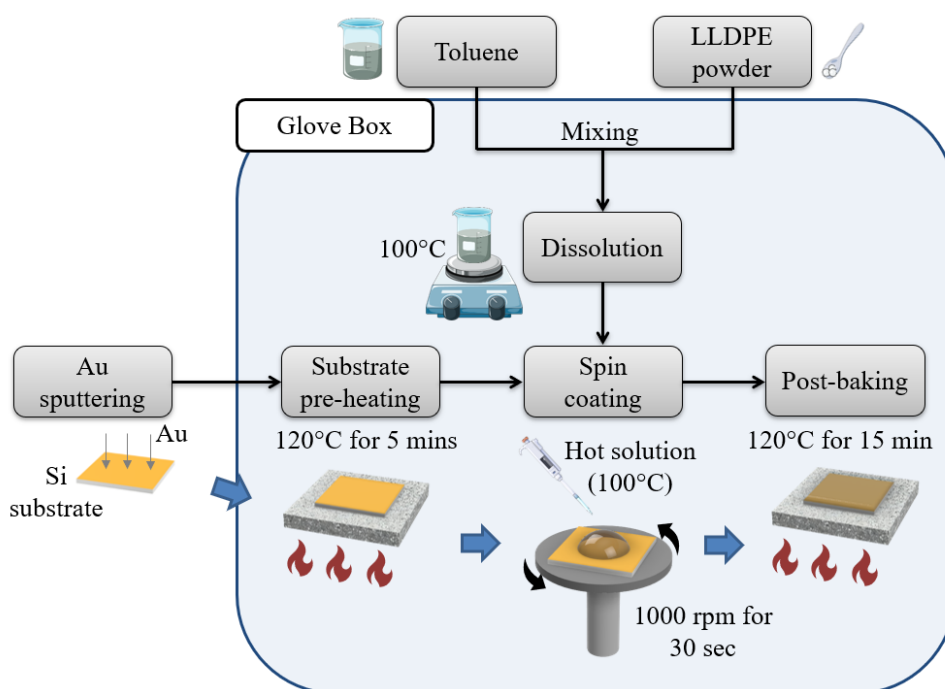 Toluene
LLDPE
powder
Glove Box
Mixing
100°C
Dissolution
Au
sputtering
Substrate
pre-heating
Spin
coating
Post-baking
Au
Si
substrate
120°C for 5 mins
Hot solution
(100°C)
120°C for 15 min
1000 rpm for
30 sec